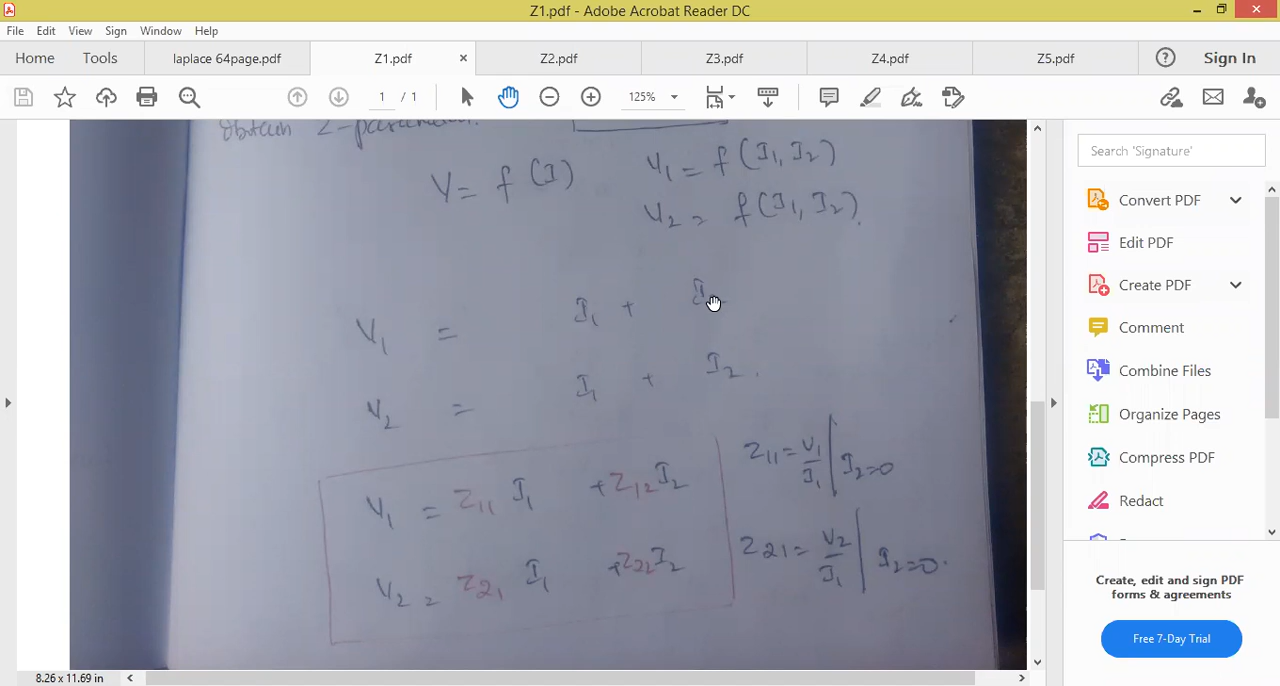 Z1.pdf - Adobe Acrobat Reader DC
File Edit View Sign Window Help
Home Tools laplace 64page.pdf Z1.pdf × Z2.pdf Z3.pdf Z4.pdf Z5.pdf Sign In
1 / 1 125%
Obtain Z-parameter.
V = f (I) V₁ = f (I₁, I₂)
V₂ = f (I₁, I₂).
V₁ = I₁ +
V₂ = I₁ + I₂.
V₁ = Z₁₁ I₁ + Z₁₂ I₂
V₂ = Z₂₁ I₁ + Z₂₂ I₂
Z₁₁ = V₁/I₁ | I₂=0
Z₂₁ = V₂/I₁ | I₂=0.
8.26 x 11.69 in
Search 'Signature'
Convert PDF
Edit PDF
Create PDF
Comment
Combine Files
Organize Pages
Compress PDF
Redact
Create, edit and sign PDF
forms & agreements
Free 7-Day Trial